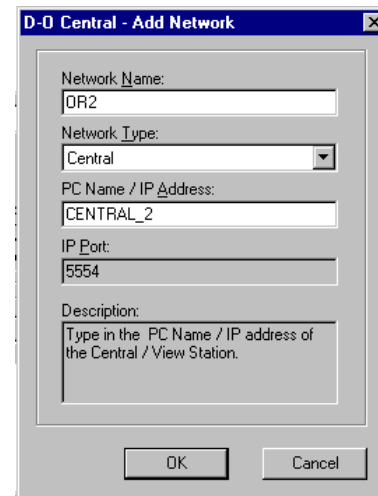 D-O Central - Add Network
Network Name:
OR2
Network Type:
Central
PC Name / IP Address:
CENTRAL_2
IP Port:
5554
Description:
Type in the PC Name / IP address of
the Central / View Station.
OK
Cancel